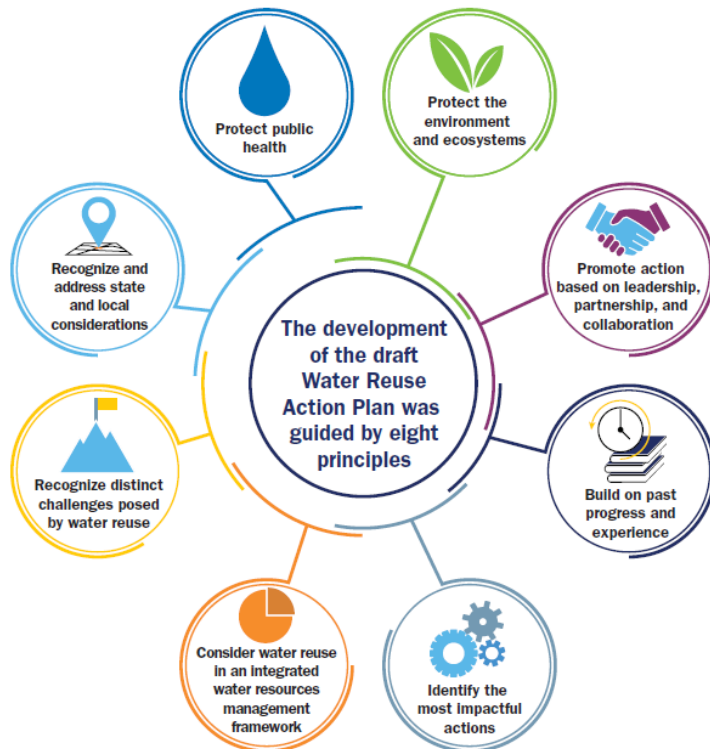 Protect public
health
Protect the
environment
and ecosystems
Recognize and
address state
and local
considerations
Promote action
based on leadership,
partnership, and
collaboration
The development
of the draft
Water Reuse
Action Plan was
guided by eight
principles
Recognize distinct
challenges posed
by water reuse
Build on past
progress and
experience
Consider water reuse
in an integrated
water resources
management
framework
Identify the
most impactful
actions